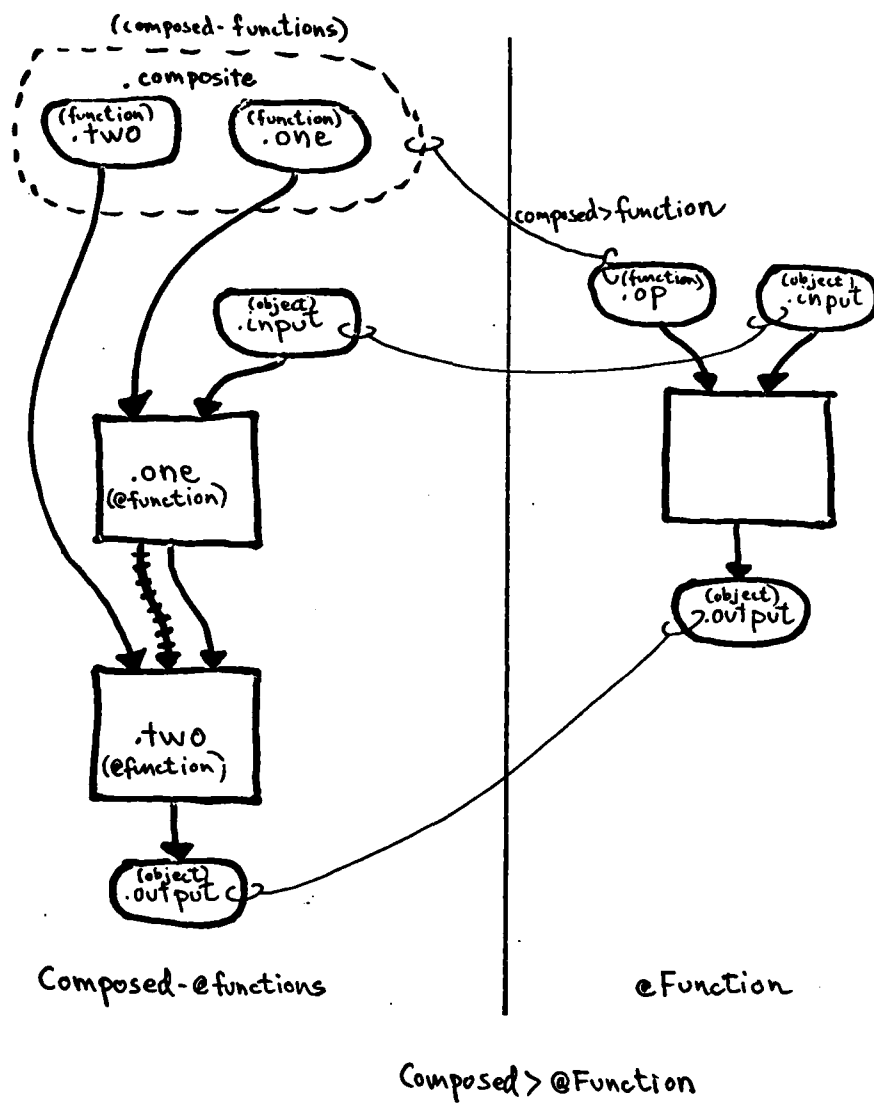 (composed-functions)
.composite
(function)
.two
(function)
.one
composed>function
(object)
.input
(function)
.op
(object)
.input
.one
(@function)
.two
(@function)
(object)
.output
(object)
.output
Composed-@functions
@Function
Composed>@Function